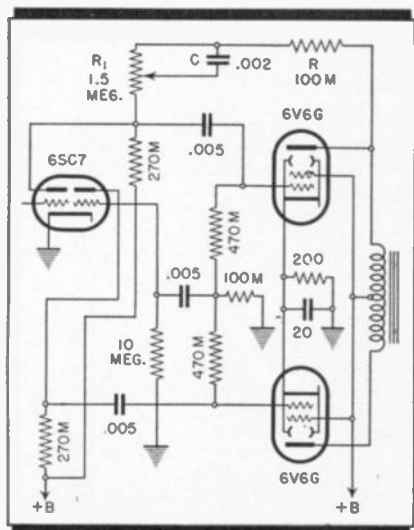 R₁
1.5
MEG.
C
.002
R
100M
6SC7
270M
.005
6V6G
470M
.005
100M
200
20
10
MEG.
470M
270M
.005
6V6G
+B
+B